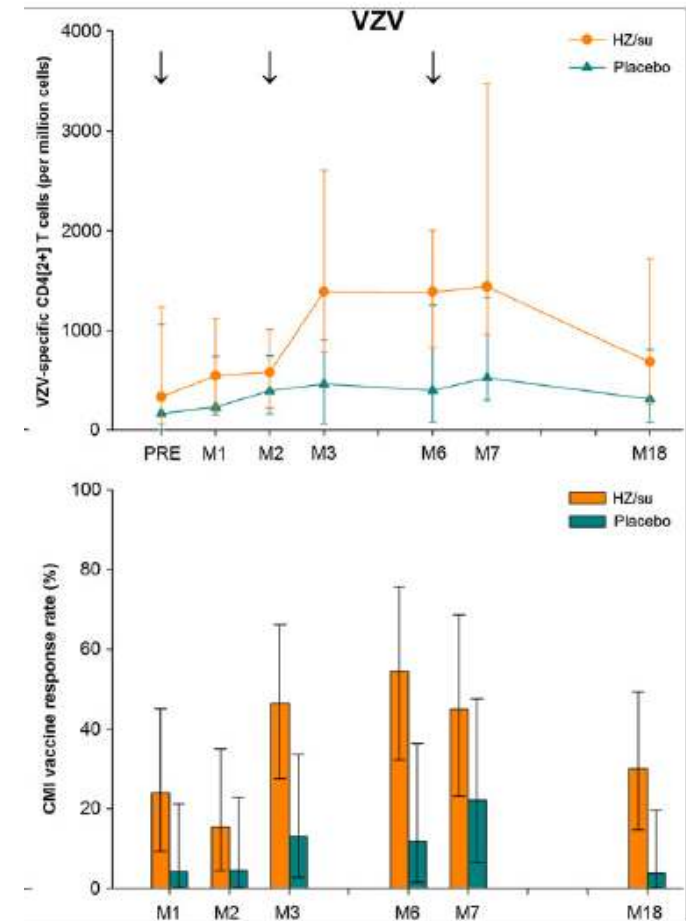 VZV
4000
3000
2000
1000
0
VZV-specific CD4[2+] T cells (per million cells)
HZ/su
Placebo
PRE M1 M2 M3 M6 M7 M18
100
80
60
40
20
0
CMI vaccine response rate (%)
HZ/su
Placebo
M1 M2 M3 M6 M7 M18